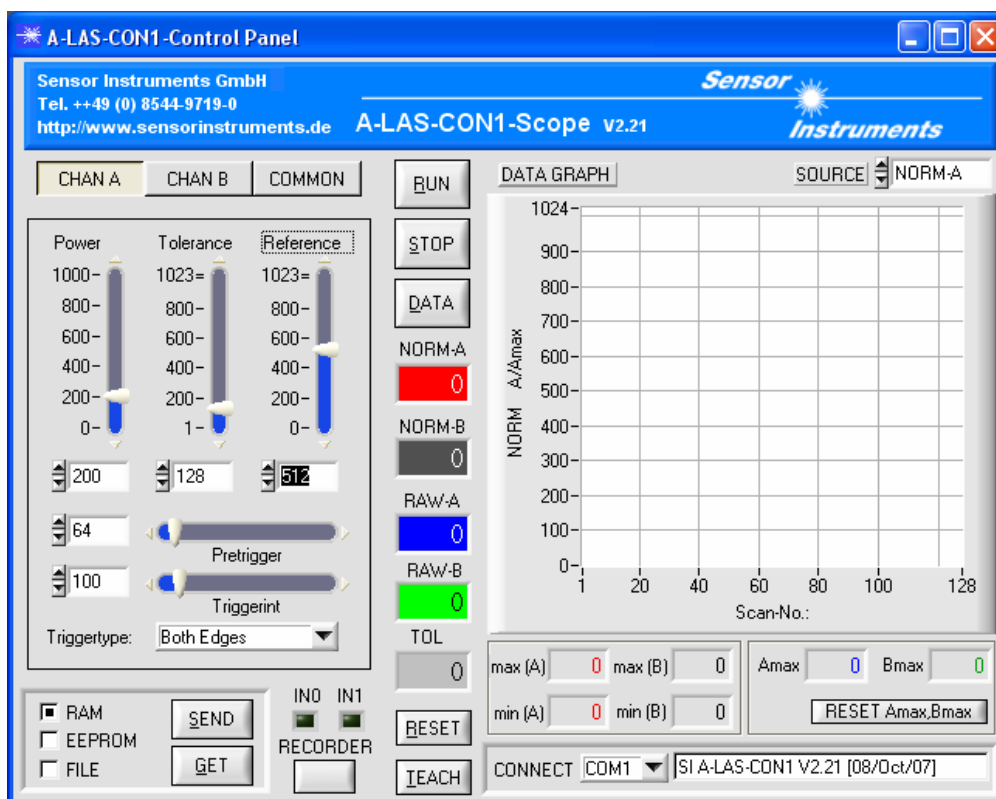 A-LAS-CON1-Control Panel
Sensor Instruments GmbH
Tel. ++49 (0) 8544-9719-0
http://www.sensorinstruments.de
A-LAS-CON1-Scope V2.21
Sensor
Instruments
CHAN A CHAN B COMMON
Power Tolerance Reference
1000 1023 1023
800 800 800
600 600 600
400 400 400
200 200 200
0 1 0
200 128 512
64
Pretrigger
100
Triggerint
Triggertype: Both Edges
RAM
EEPROM
FILE
SEND
GET
IN0 IN1
RECORDER
RUN
STOP
DATA
NORM-A
0
NORM-B
0
RAW-A
0
RAW-B
0
TOL
0
RESET
TEACH
DATA GRAPH
SOURCE NORM-A
NORM A/Amax
1024
900
800
700
600
500
400
300
200
100
0
1 20 40 60 80 100 128
Scan-No.:
max (A) 0 max (B) 0
min (A) 0 min (B) 0
Amax 0 Bmax 0
RESET Amax,Bmax
CONNECT COM1 SI A-LAS-CON1 V2.21 [08/Oct/07]